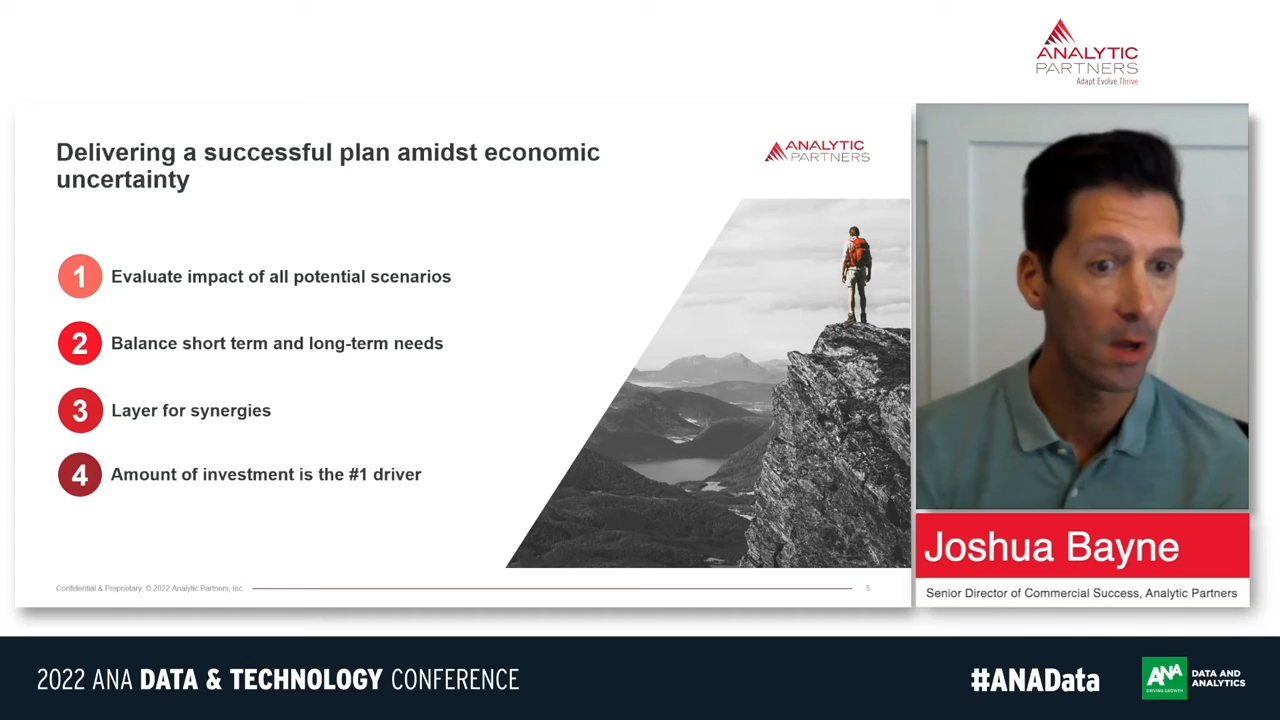 ANALYTIC
PARTNERS
Adapt Evolve Thrive
Delivering a successful plan amidst economic
uncertainty
ANALYTIC
PARTNERS
1 Evaluate impact of all potential scenarios
2 Balance short term and long-term needs
3 Layer for synergies
4 Amount of investment is the #1 driver
Confidential & Proprietary, © 2022 Analytic Partners, Inc.
5
Joshua Bayne
Senior Director of Commercial Success, Analytic Partners
2022 ANA DATA & TECHNOLOGY CONFERENCE
#ANAData
ANA
DRIVING GROWTH
DATA AND
ANALYTICS